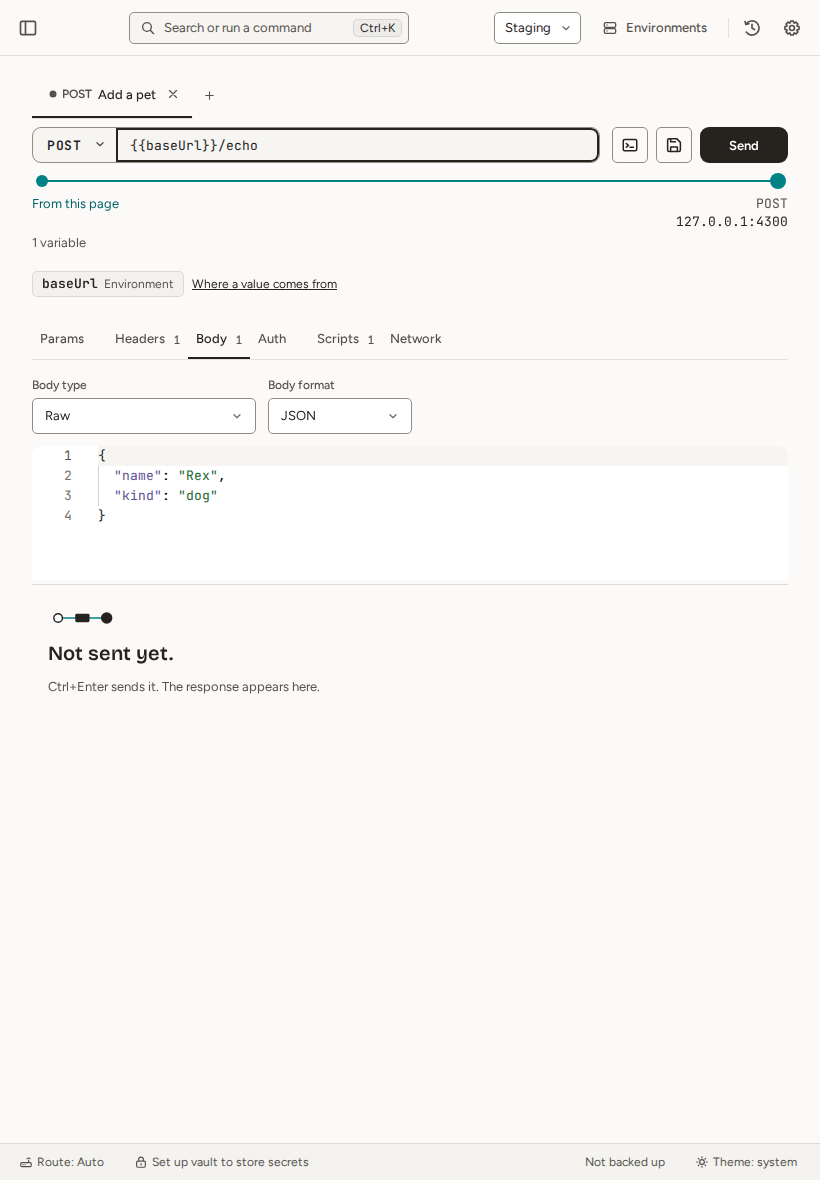 Search or run a command Ctrl+K Staging Environments
POST Add a pet
POST {{baseUrl}}/echo Send
From this page POST
127.0.0.1:4300
1 variable
baseUrl Environment Where a value comes from
Params Headers 1 Body 1 Auth Scripts 1 Network
Body type Body format
Raw JSON
1 {
2 "name": "Rex",
3 "kind": "dog"
4 }
Not sent yet.
Ctrl+Enter sends it. The response appears here.
Route: Auto Set up vault to store secrets Not backed up Theme: system